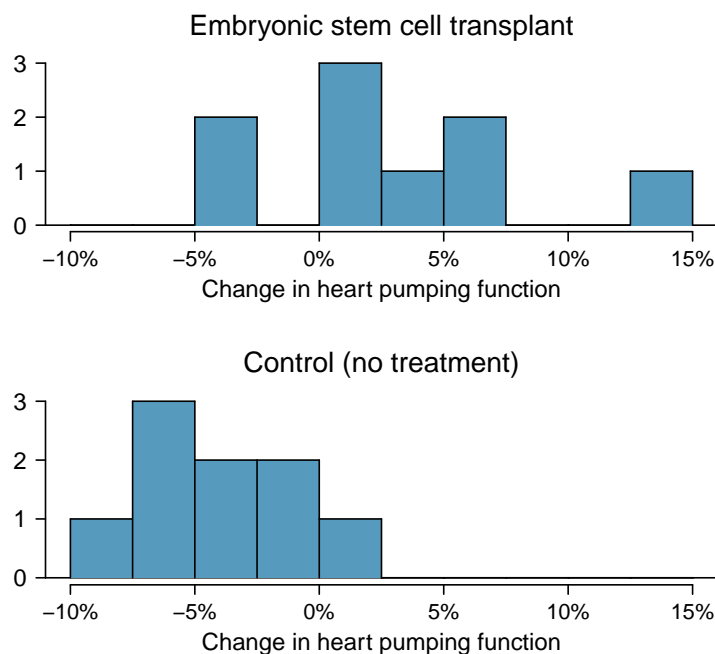 Embryonic stem cell transplant
3
2
1
0
−10% −5% 0% 5% 10% 15%
Change in heart pumping function
Control (no treatment)
3
2
1
0
−10% −5% 0% 5% 10% 15%
Change in heart pumping function